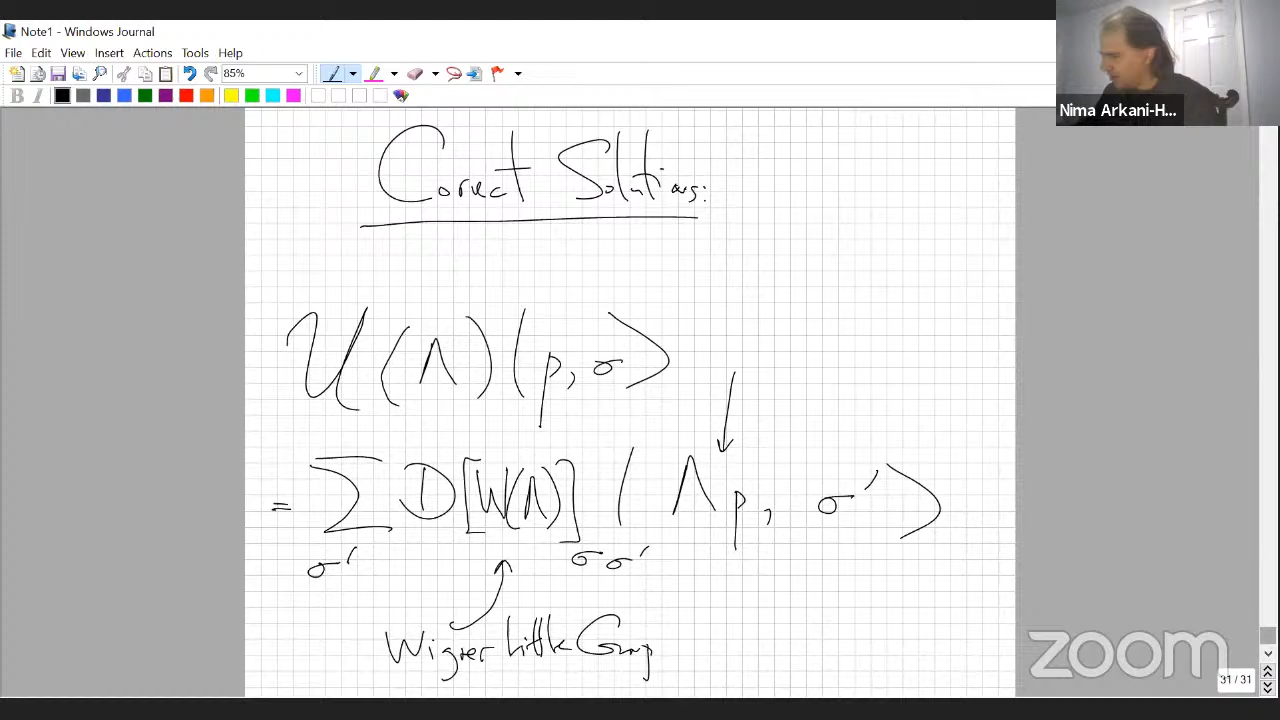 Note1 - Windows Journal
File Edit View Insert Actions Tools Help
85%
B I
Nima Arkani-H...
Correct Solutions:
U(Λ)|p,σ⟩
= Σ D[W(Λ)] | Λp, σ'⟩
σ' σσ'
Wigner Little Group
zoom
31 / 31